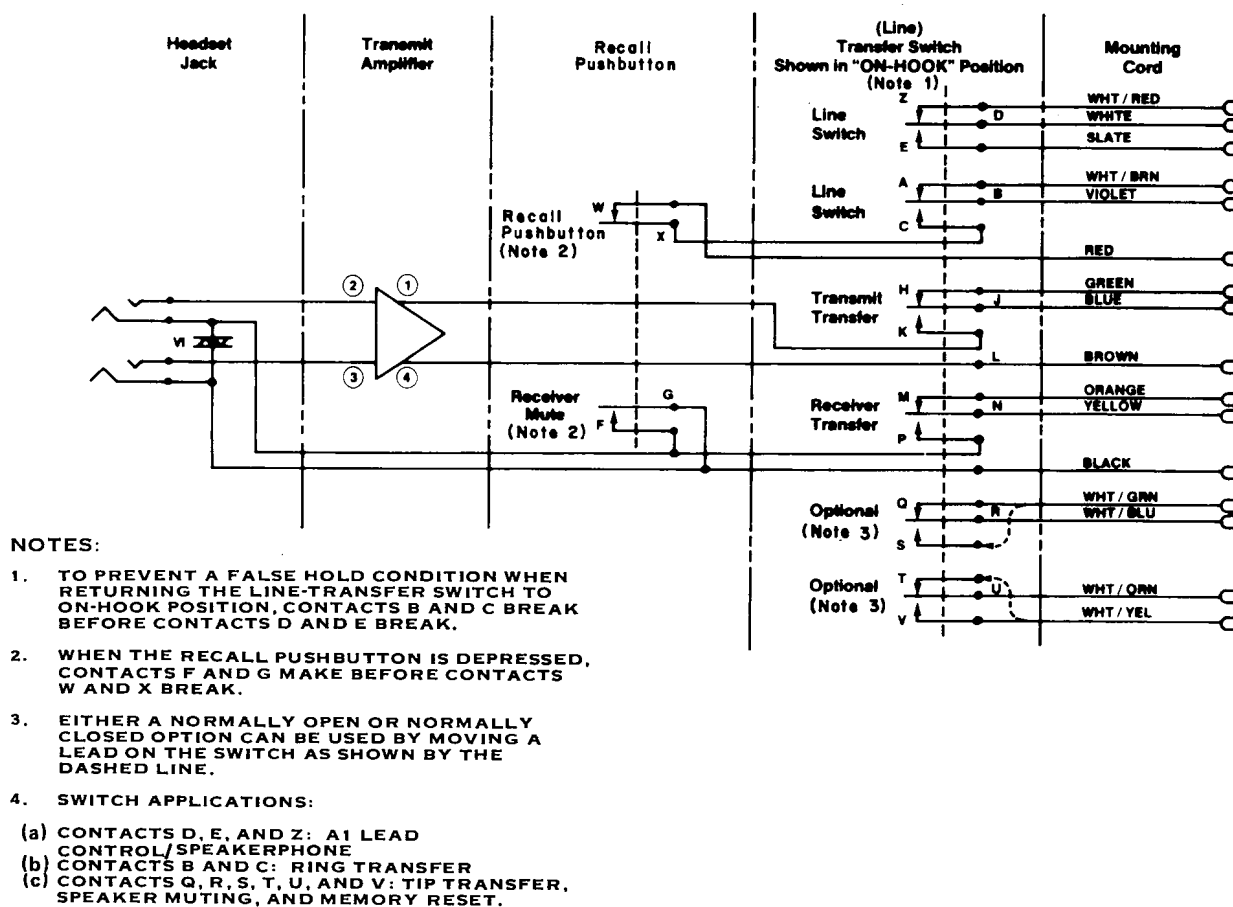 Headset
Jack
Transmit
Amplifier
Recall
Pushbutton
(Line)
Transfer Switch
Shown in "ON-HOOK" Position
(Note 1)
Mounting
Cord
Line
Switch
Z
D
E
WHT / RED
WHITE
SLATE
Line
Switch
A
B
C
WHT / BRN
VIOLET
Recall
Pushbutton
(Note 2)
W
X
RED
2
1
3
4
VI
Transmit
Transfer
H
J
K
GREEN
BLUE
L
BROWN
Receiver
Mute
(Note 2)
G
F
Receiver
Transfer
M
N
P
ORANGE
YELLOW
BLACK
Optional
(Note 3)
Q
R
S
WHT / GRN
WHT / BLU
Optional
(Note 3)
T
U
V
WHT / ORN
WHT / YEL
NOTES:
1. TO PREVENT A FALSE HOLD CONDITION WHEN
RETURNING THE LINE-TRANSFER SWITCH TO
ON-HOOK POSITION, CONTACTS B AND C BREAK
BEFORE CONTACTS D AND E BREAK.
2. WHEN THE RECALL PUSHBUTTON IS DEPRESSED,
CONTACTS F AND G MAKE BEFORE CONTACTS
W AND X BREAK.
3. EITHER A NORMALLY OPEN OR NORMALLY
CLOSED OPTION CAN BE USED BY MOVING A
LEAD ON THE SWITCH AS SHOWN BY THE
DASHED LINE.
4. SWITCH APPLICATIONS:
(a) CONTACTS D, E, AND Z: A1 LEAD
CONTROL/SPEAKERPHONE
(b) CONTACTS B AND C: RING TRANSFER
(c) CONTACTS Q, R, S, T, U, AND V: TIP TRANSFER,
SPEAKER MUTING, AND MEMORY RESET.